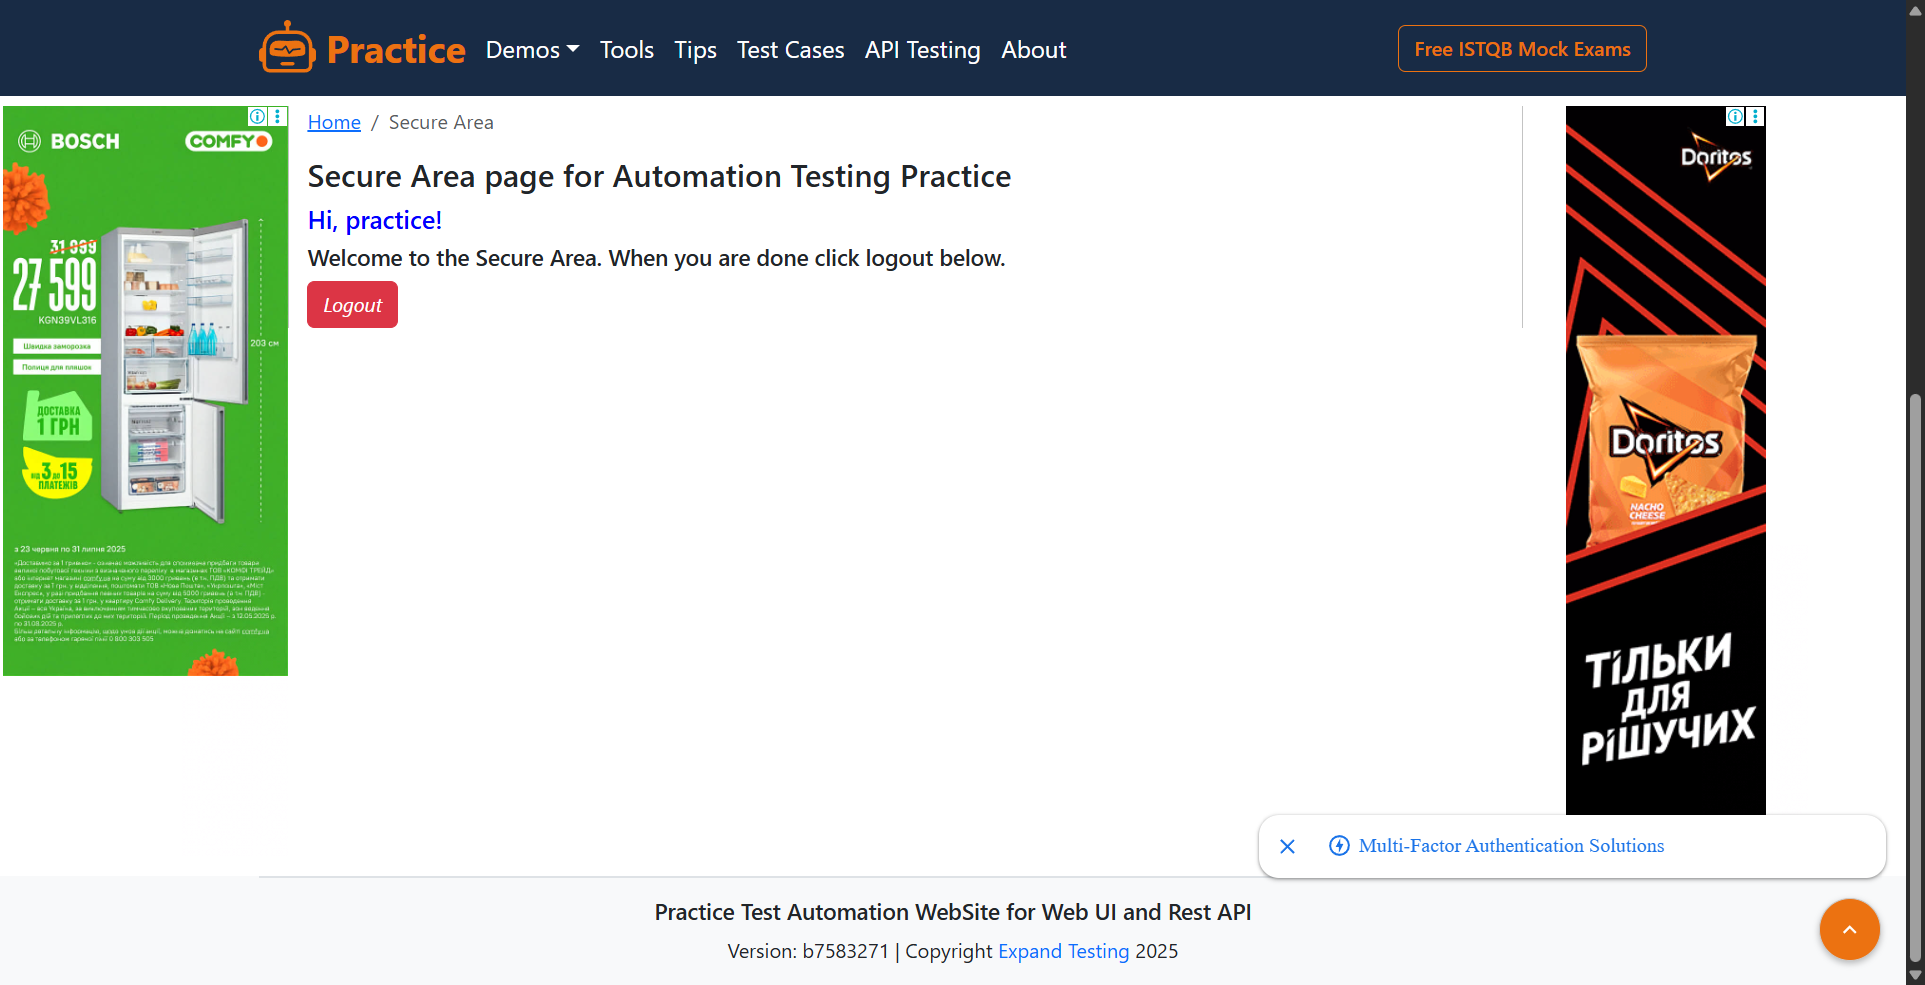 Practice
Demos
Tools
Tips
Test Cases
API Testing
About
Free ISTQB Mock Exams
BOSCH
COMFY
31 999
27 599
KGN39VL316
Швидка заморозка
Полиця для пляшок
203 см
ДОСТАВКА
1 ГРН
від 3 до 15
ПЛАТЕЖІВ
з 23 червня по 31 липня 2025
Home / Secure Area
Secure Area page for Automation Testing Practice
Hi, practice!
Welcome to the Secure Area. When you are done click logout below.
Logout
Doritos
Doritos
NACHO
CHEESE
ТІЛЬКИ
ДЛЯ
РІШУЧИХ
Multi-Factor Authentication Solutions
Practice Test Automation WebSite for Web UI and Rest API
Version: b7583271 | Copyright Expand Testing 2025